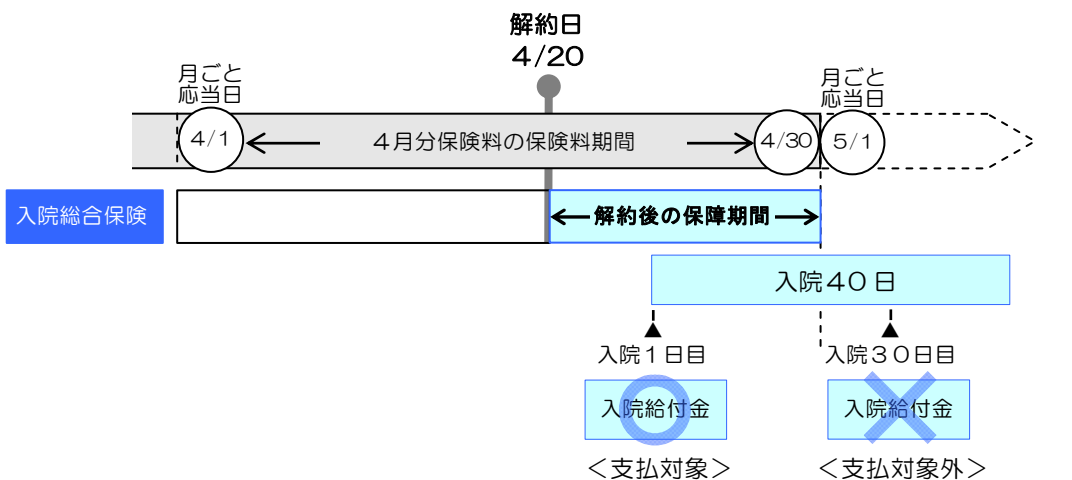 解約日
4/20
月ごと
応当日
月ごと
応当日
4/1
4月分保険料の保険料期間
4/30
5/1
入院総合保険
解約後の保障期間
入院40日
入院1日目
入院30日目
入院給付金
入院給付金
＜支払対象＞
＜支払対象外＞